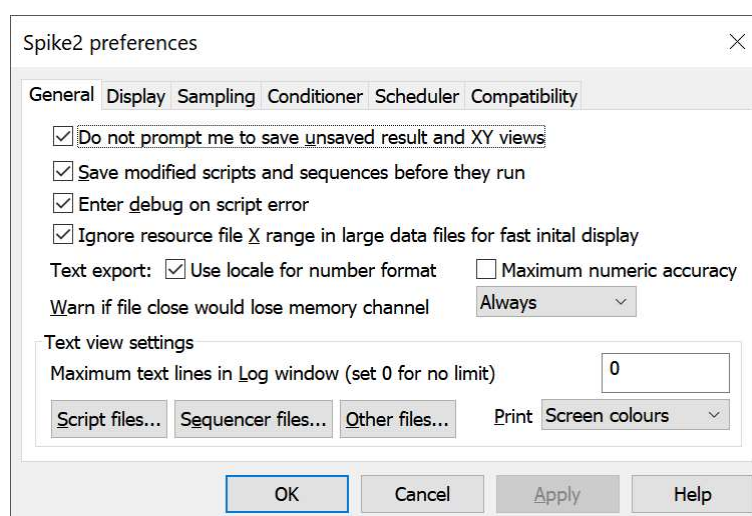 Spike2 preferences
General Display Sampling Conditioner Scheduler Compatibility
Do not prompt me to save unsaved result and XY views
Save modified scripts and sequences before they run
Enter debug on script error
Ignore resource file X range in large data files for fast inital display
Text export: Use locale for number format Maximum numeric accuracy
Warn if file close would lose memory channel Always
Text view settings
Maximum text lines in Log window (set 0 for no limit) 0
Script files... Sequencer files... Other files... Print Screen colours
OK Cancel Apply Help